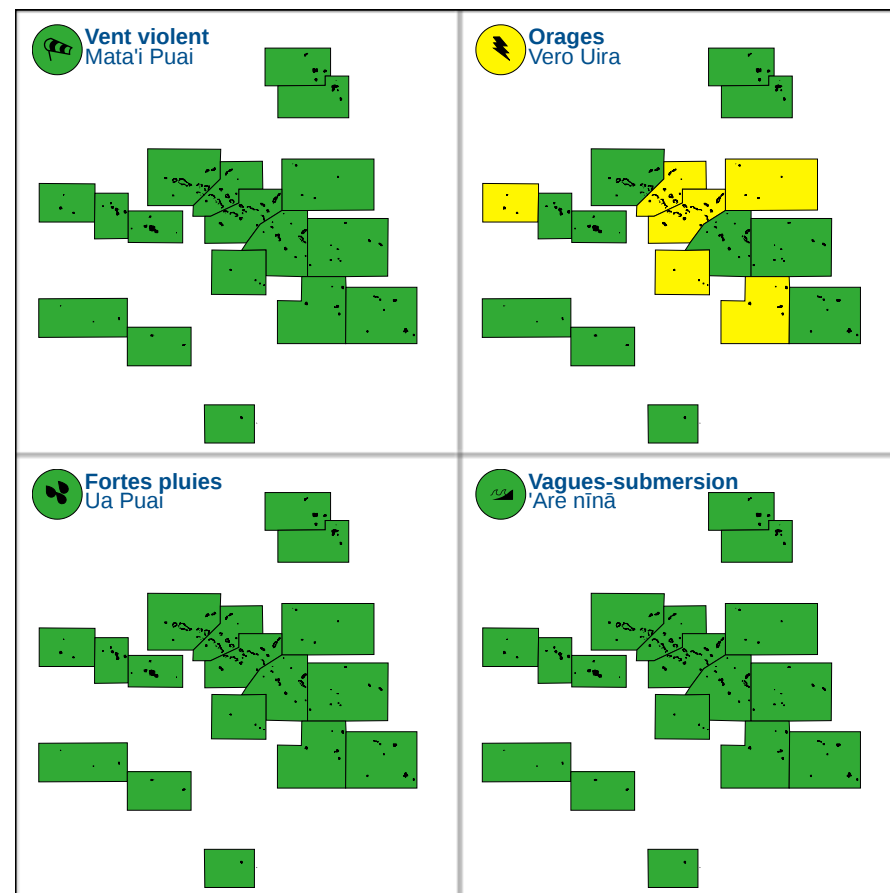 Vent violent
Mata'i Puai
Orages
Vero Uira
Fortes pluies
Ua Puai
Vagues-submersion
'Are nīnā